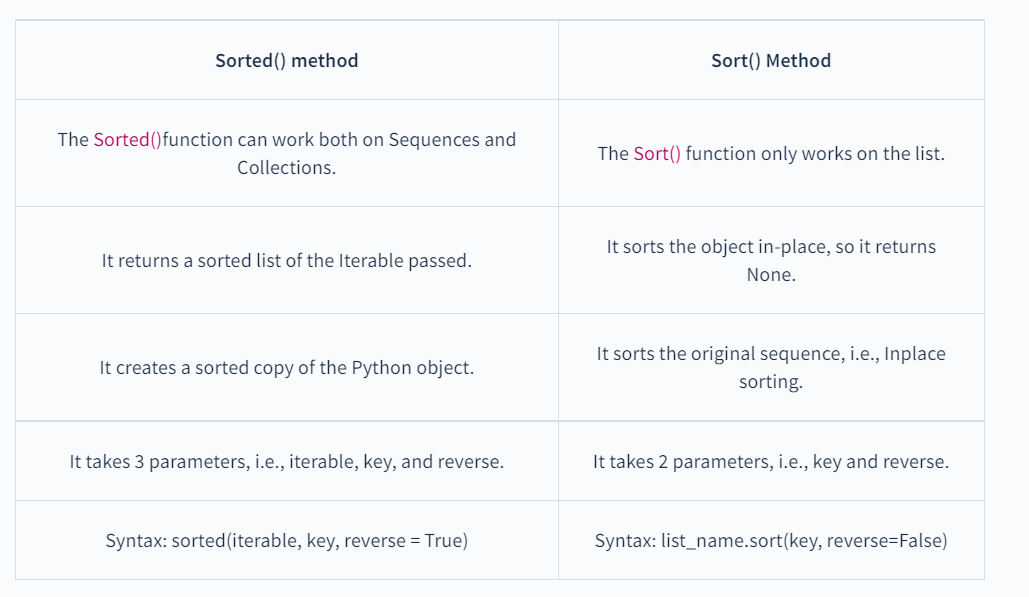 Sorted() method
Sort() Method
The Sorted()function can work both on Sequences and
Collections.
The Sort() function only works on the list.
It returns a sorted list of the Iterable passed.
It sorts the object in-place, so it returns
None.
It creates a sorted copy of the Python object.
It sorts the original sequence, i.e., Inplace
sorting.
It takes 3 parameters, i.e., iterable, key, and reverse.
It takes 2 parameters, i.e., key and reverse.
Syntax: sorted(iterable, key, reverse = True)
Syntax: list_name.sort(key, reverse=False)